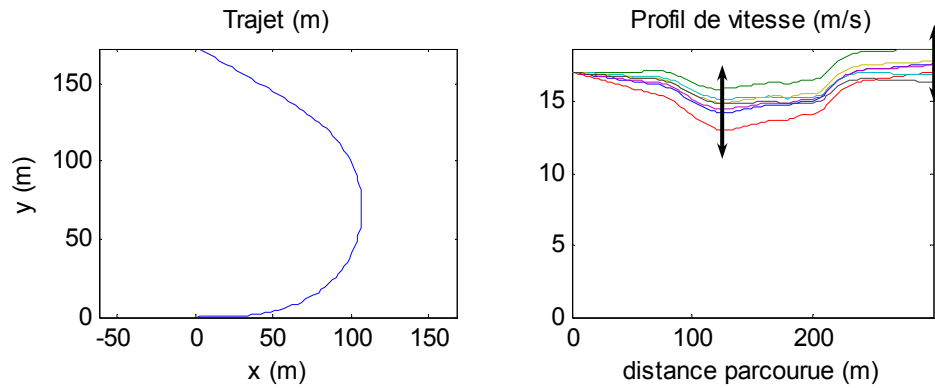 Trajet (m)
150
100
50
0
y (m)
-50 0 50 100 150
x (m)
Profil de vitesse (m/s)
15
10
5
0
0 100 200
distance parcourue (m)